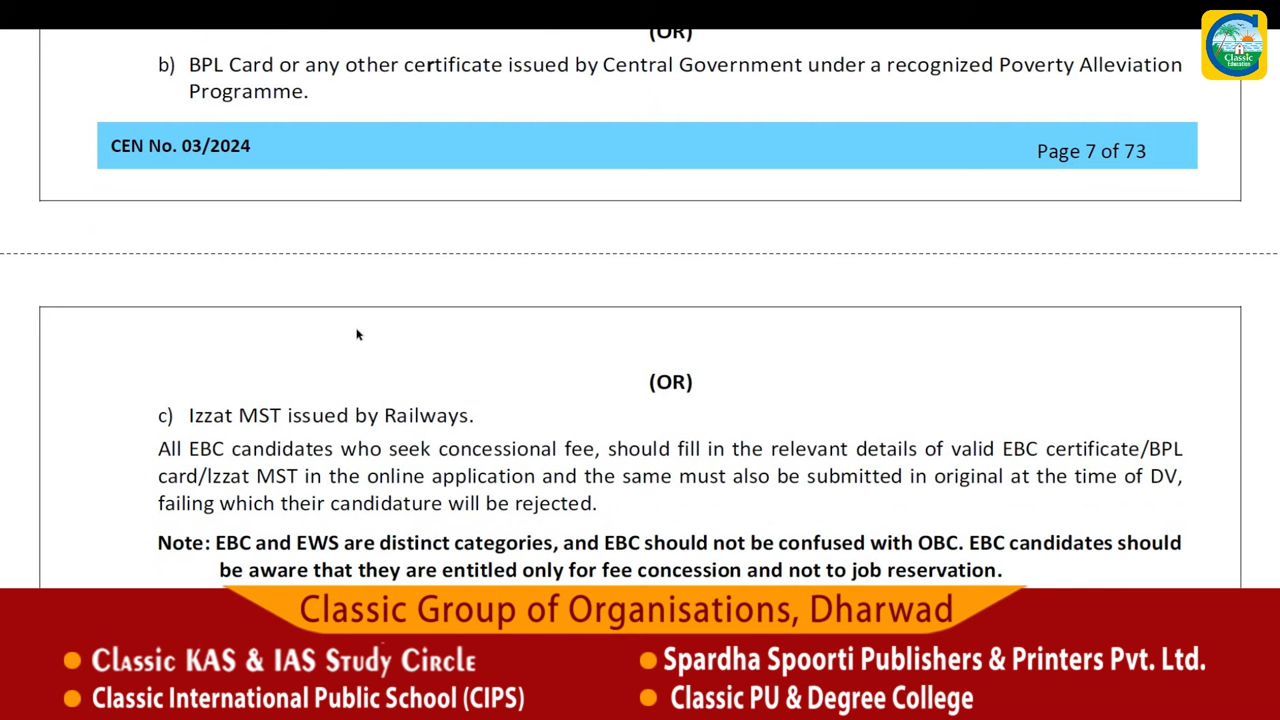 (OR)
b) BPL Card or any other certificate issued by Central Government under a recognized Poverty Alleviation
Programme.
CEN No. 03/2024
Page 7 of 73
(OR)
c) Izzat MST issued by Railways.
All EBC candidates who seek concessional fee, should fill in the relevant details of valid EBC certificate/BPL
card/Izzat MST in the online application and the same must also be submitted in original at the time of DV,
failing which their candidature will be rejected.
Note: EBC and EWS are distinct categories, and EBC should not be confused with OBC. EBC candidates should
be aware that they are entitled only for fee concession and not to job reservation.
Classic
Education
Classic Group of Organisations, Dharwad
Classic KAS & IAS Study Circle
Spardha Spoorti Publishers & Printers Pvt. Ltd.
Classic International Public School (CIPS)
Classic PU & Degree College